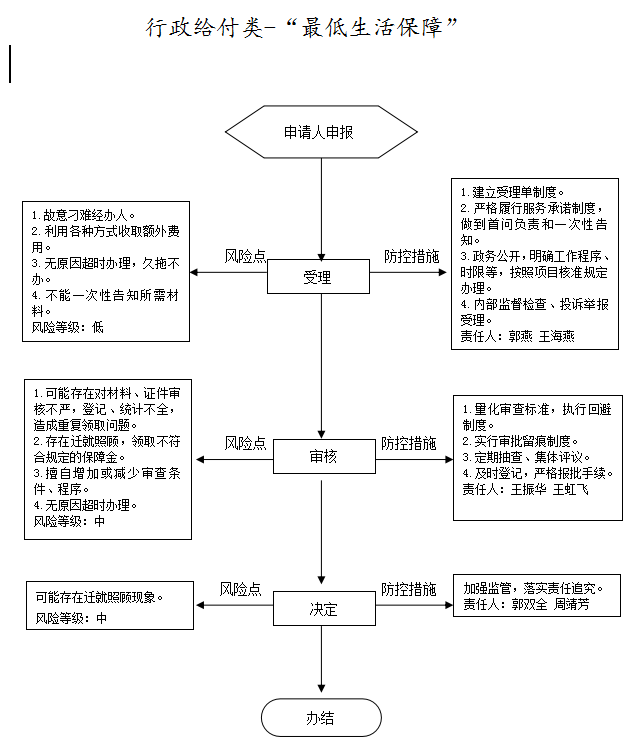 行政给付类-“最低生活保障”
申请人申报
1.故意刁难经办人。
2.利用各种方式收取额外费
用。
3.无原因超时办理，久拖不
办。
4.不能一次性告知所需材
料。
风险等级：低
风险点
受理
防控措施
1.建立受理单制度。
2.严格履行服务承诺制度，
做到首问负责和一次性告
知。
3.政务公开，明确工作程序、
时限等，按照项目核准规定
办理。
4.内部监督检查、投诉举报
受理。
责任人：郭燕 王海燕
1.可能存在对材料、证件审
核不严，登记、统计不全，
造成重复领取问题。
2.存在迁就照顾，领取不符
合规定的保障金。
3.擅自增加或减少审查条
件、程序。
4.无原因超时办理。
风险等级：中
风险点
审核
防控措施
1.量化审查标准，执行回避
制度。
2.实行审批留痕制度。
3.定期抽查、集体评议。
4.及时登记，严格报批手续。
责任人：王振华 王虹飞
可能存在迁就照顾现象。
风险等级：中
风险点
决定
防控措施
加强监管，落实责任追究。
责任人：郭双全 周靖芳
办结